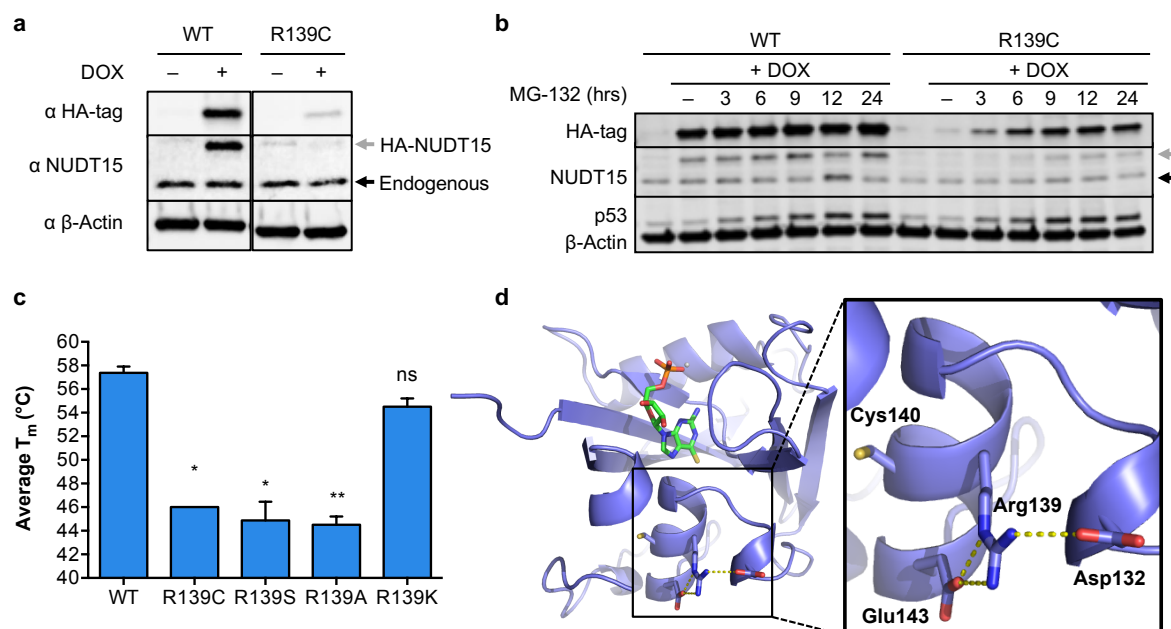 a
WT R139C
DOX – + – +
α HA-tag
α NUDT15
HA-NUDT15
Endogenous
α β-Actin
b
WT R139C
+ DOX + DOX
MG-132 (hrs) – 3 6 9 12 24 – 3 6 9 12 24
HA-tag
NUDT15
p53
β-Actin
c
Average Tm (°C)
60
58
56
54
52
50
48
46
44
42
40
* * ** ns
WT R139C R139S R139A R139K
d
Cys140
Arg139
Asp132
Glu143